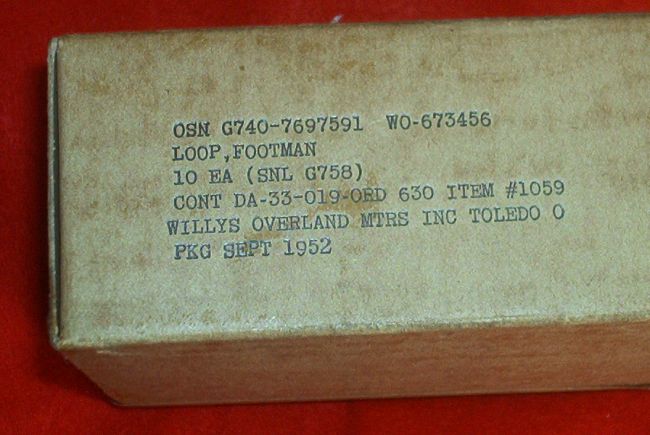 OSN G740-7697591 WO-673456
LOOP,FOOTMAN
10 EA (SNL G758)
CONT DA-33-019-ORD 630 ITEM #1059
WILLYS OVERLAND MTRS INC TOLEDO O
PKG SEPT 1952